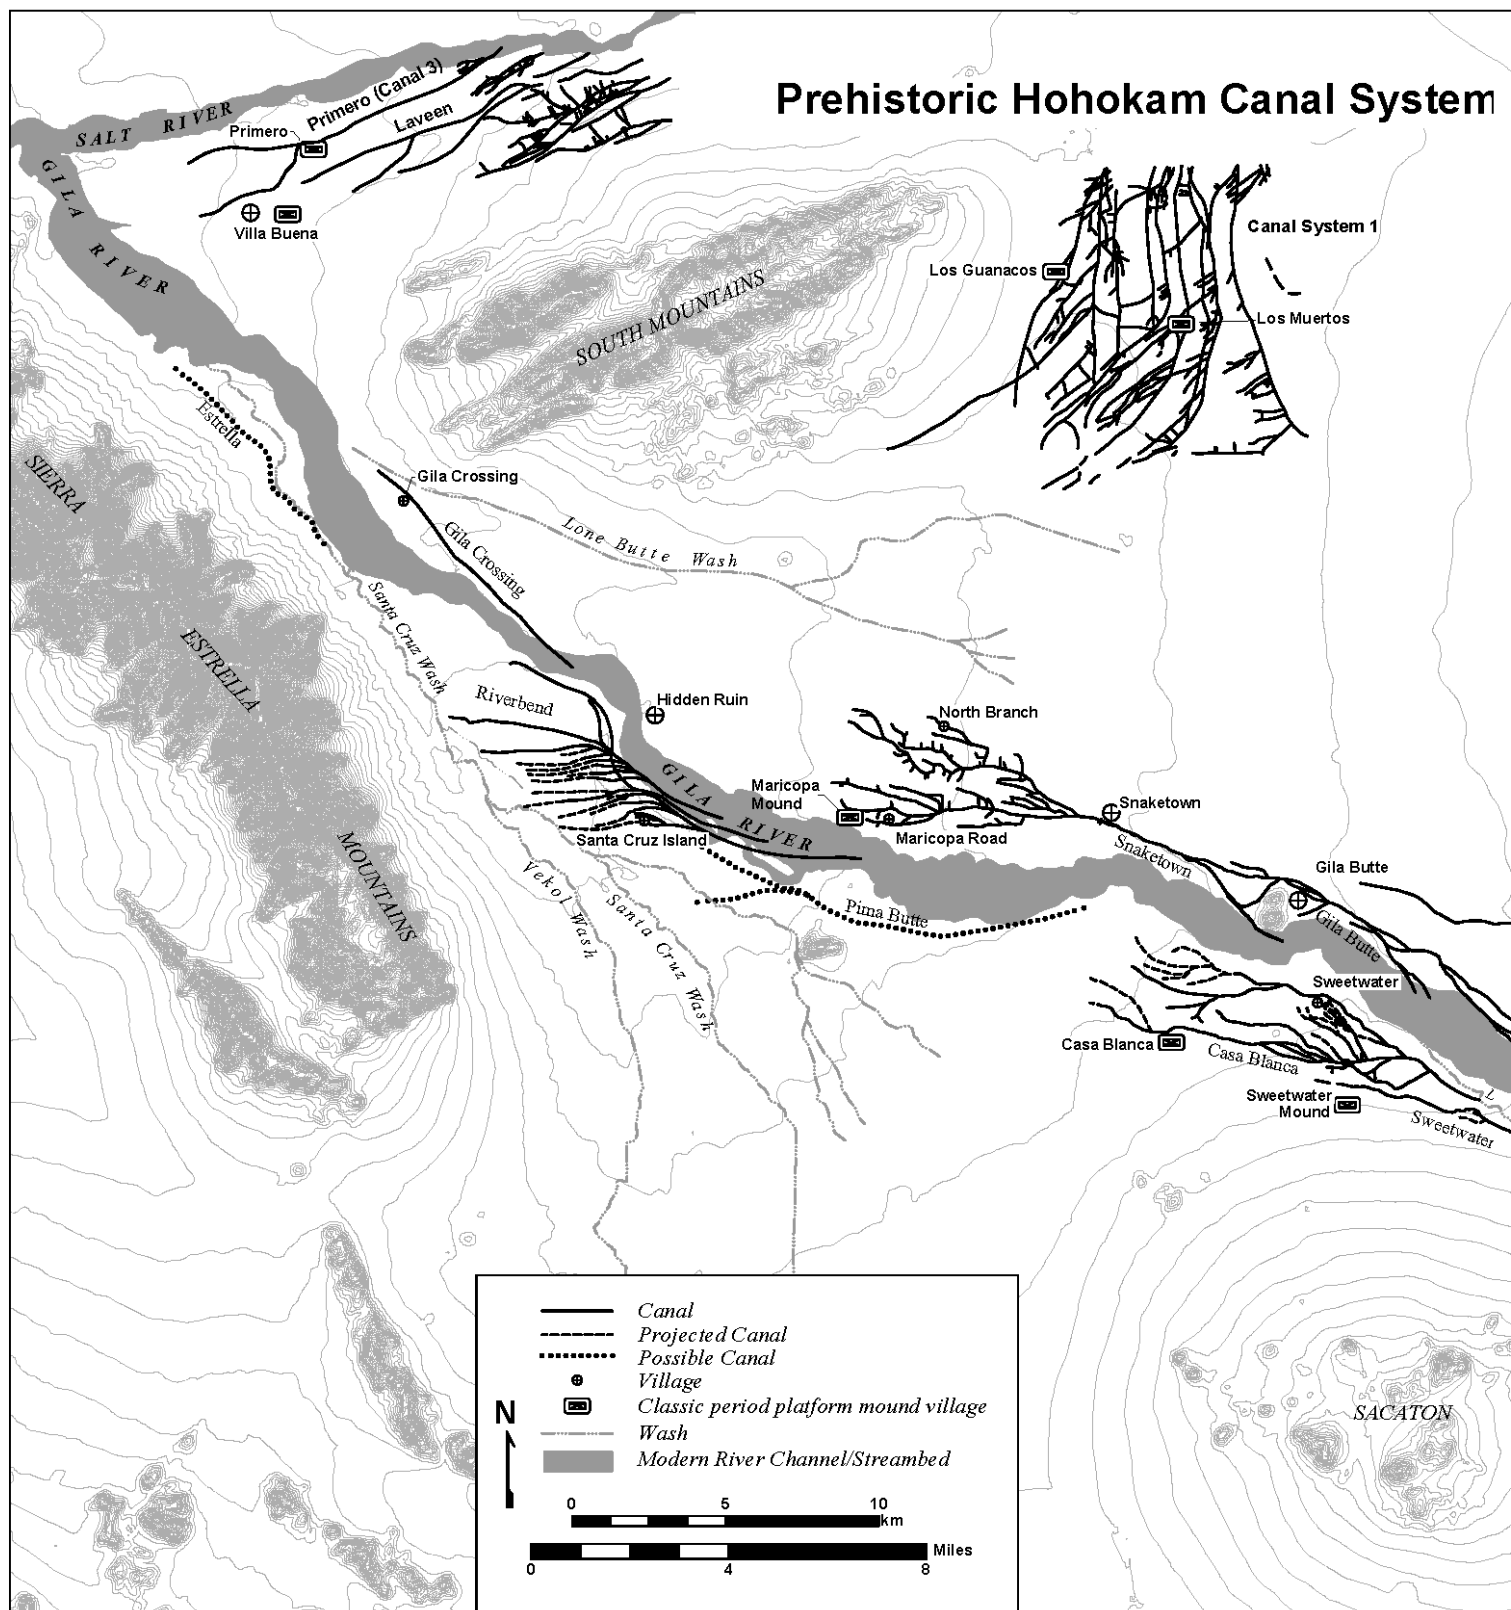 Prehistoric Hohokam Canal System
SALT RIVER
Primero (Canal 3)
Laveen
Primero
Villa Buena
GILA
RIVER
Canal System 1
Los Guanacos
Los Muertos
SOUTH MOUNTAINS
Estrella
SIERRA
ESTRELLA
MOUNTAINS
Gila Crossing
Gila Crossing
Lone Butte Wash
Santa Cruz Wash
Riverbend
Hidden Ruin
North Branch
GILA
RIVER
Maricopa
Mound
Snaketown
Maricopa Road
Santa Cruz Island
Snaketown
Gila Butte
Vekol Wash
Santa Cruz Wash
Pima Butte
Gila Butte
Sweetwater
Casa Blanca
Casa Blanca
Sweetwater
Mound
Sweetwater
L
SACATON
Canal
Projected Canal
Possible Canal
Village
Classic period platform mound village
Wash
Modern River Channel/Streambed
N
0 5 10
km
Miles
0 4 8